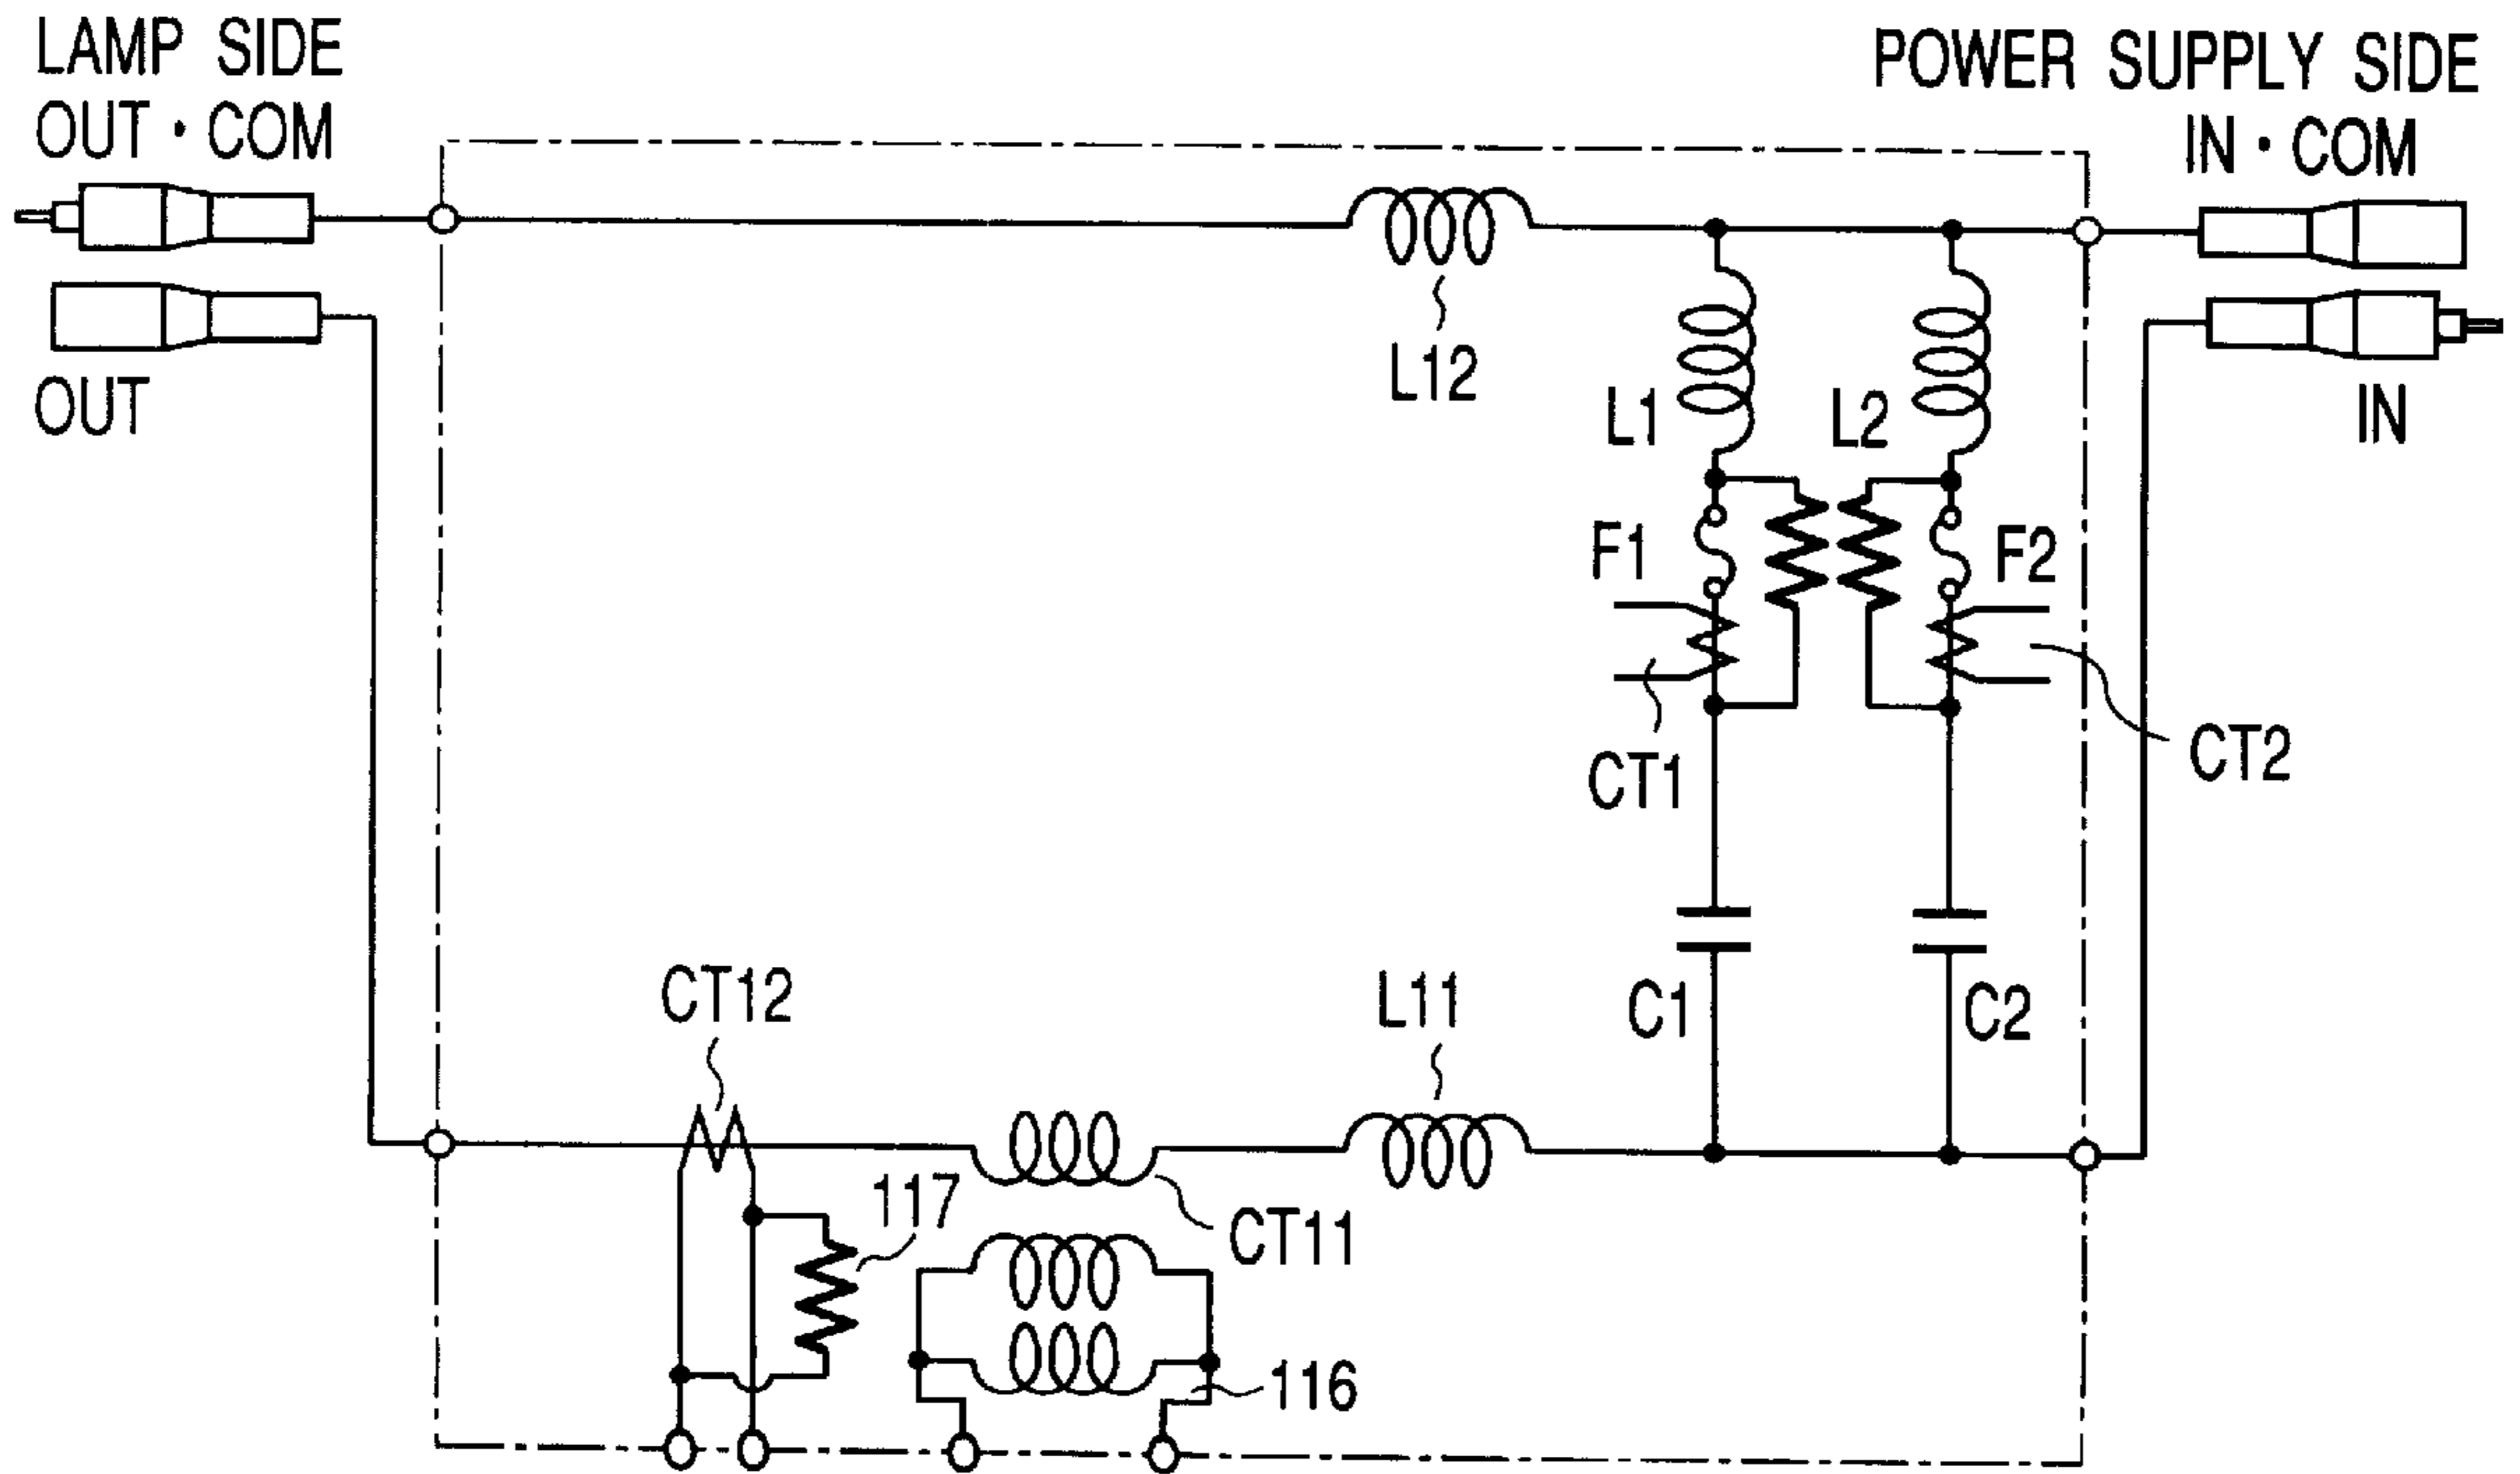 LAMP SIDE
OUT・COM
POWER SUPPLY SIDE
IN・COM
OUT
IN
L12
L1
L2
F1
F2
CT1
CT2
CT12
L11
C1
C2
117
CT11
116